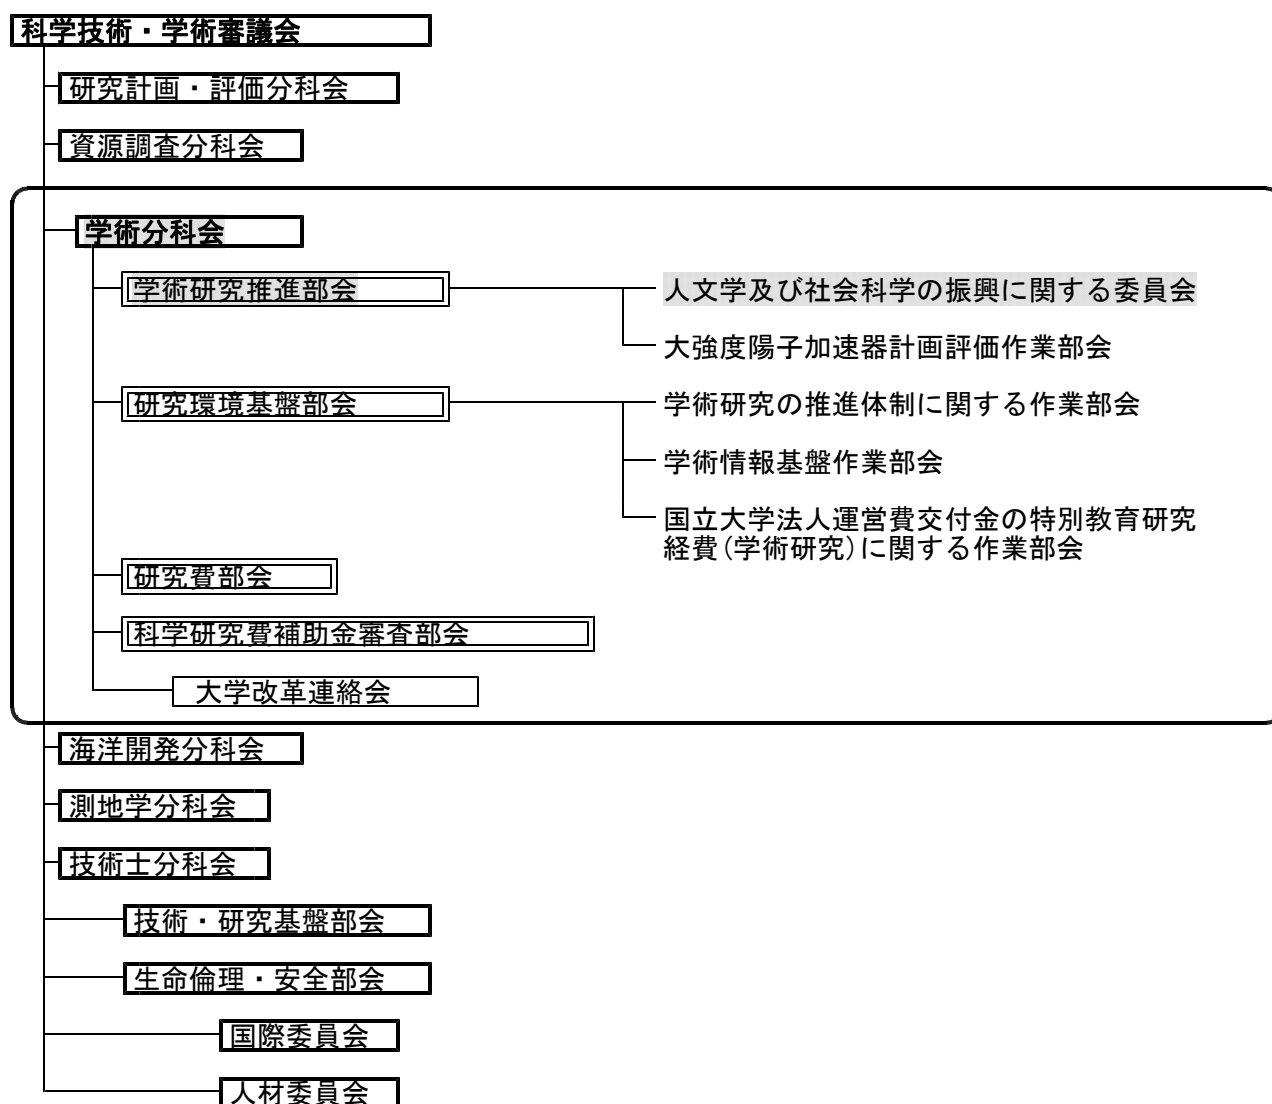 科学技術・学術審議会
研究計画・評価分科会
資源調査分科会
学術分科会
学術研究推進部会
人文学及び社会科学の振興に関する委員会
大強度陽子加速器計画評価作業部会
研究環境基盤部会
学術研究の推進体制に関する作業部会
学術情報基盤作業部会
国立大学法人運営費交付金の特別教育研究
経費(学術研究)に関する作業部会
研究費部会
科学研究費補助金審査部会
大学改革連絡会
海洋開発分科会
測地学分科会
技術士分科会
技術・研究基盤部会
生命倫理・安全部会
国際委員会
人材委員会